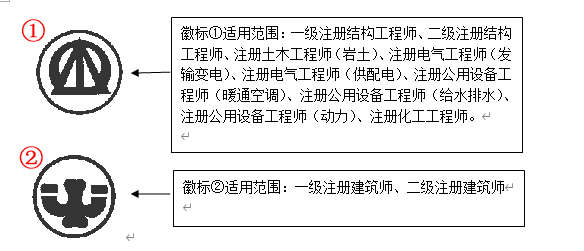 ①
徽标①适用范围：一级注册结构工程师、二级注册结构
工程师、注册土木工程师（岩土）、注册电气工程师（发
输变电）、注册电气工程师（供配电）、注册公用设备工
程师（暖通空调）、注册公用设备工程师（给水排水）、
注册公用设备工程师（动力）、注册化工工程师。
②
徽标②适用范围：一级注册建筑师、二级注册建筑师